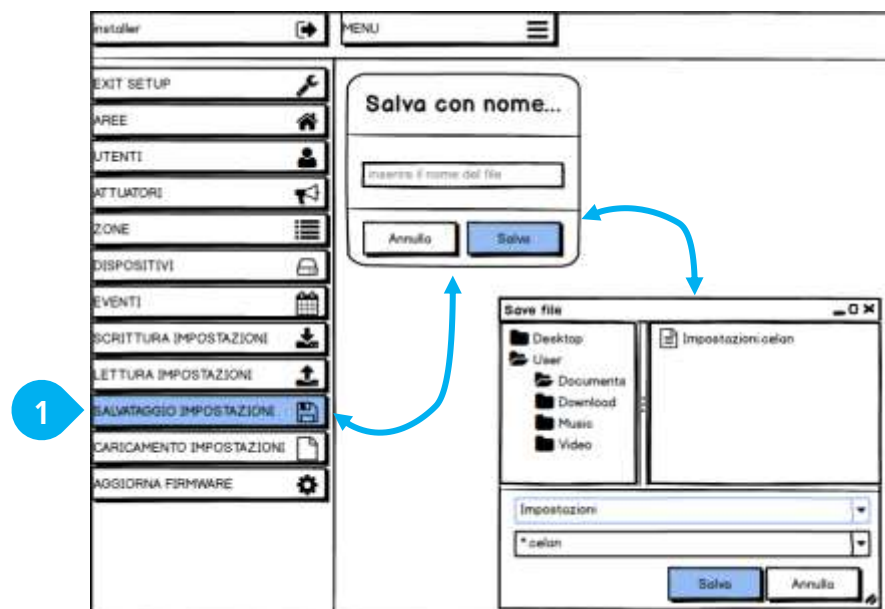 installer
MENU
EXIT SETUP
AREE
UTENTI
ATTUATORI
ZONE
DISPOSITIVI
EVENTI
SCRITTURA IMPOSTAZIONI
LETTURA IMPOSTAZIONI
1
SALVATAGGIO IMPOSTAZIONI
CARICAMENTO IMPOSTAZIONI
AGGIORNA FIRMWARE
Salva con nome...
inserire il nome del file
Annulla
Salva
Save file
Desktop
User
Documents
Download
Music
Video
Impostazioni.celan
Impostazioni
*.celan
Salva
Annulla